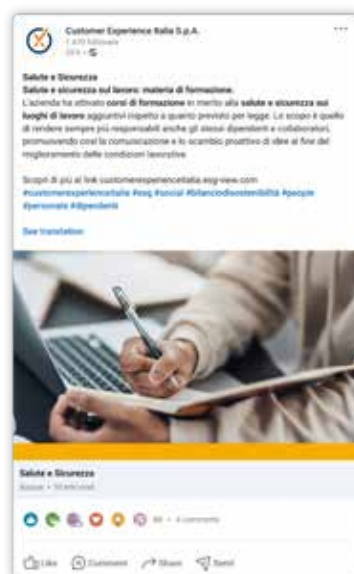 Customer Experience Italia S.p.A.
Salute e Sicurezza
Salute e sicurezza sul lavoro: materia di formazione.
L'azienda ha attivato corsi di formazione in merito alla salute e sicurezza sui
luoghi di lavoro aggiuntivi rispetto a quanto previsto per legge. Lo scopo è quello
di rendere sempre più responsabili anche gli stessi dipendenti e collaboratori,
promuovendo così la comunicazione e lo scambio proattivo di idee al fine del
miglioramento delle condizioni lavorative.
Scopri di più al link customerexperienceitalia.esg-view.com
#customerexperienceitalia #esg #social #bilanciodisostenibilità #people
#personale #dipendenti
See translation
Salute e Sicurezza
Like Comment Share Send